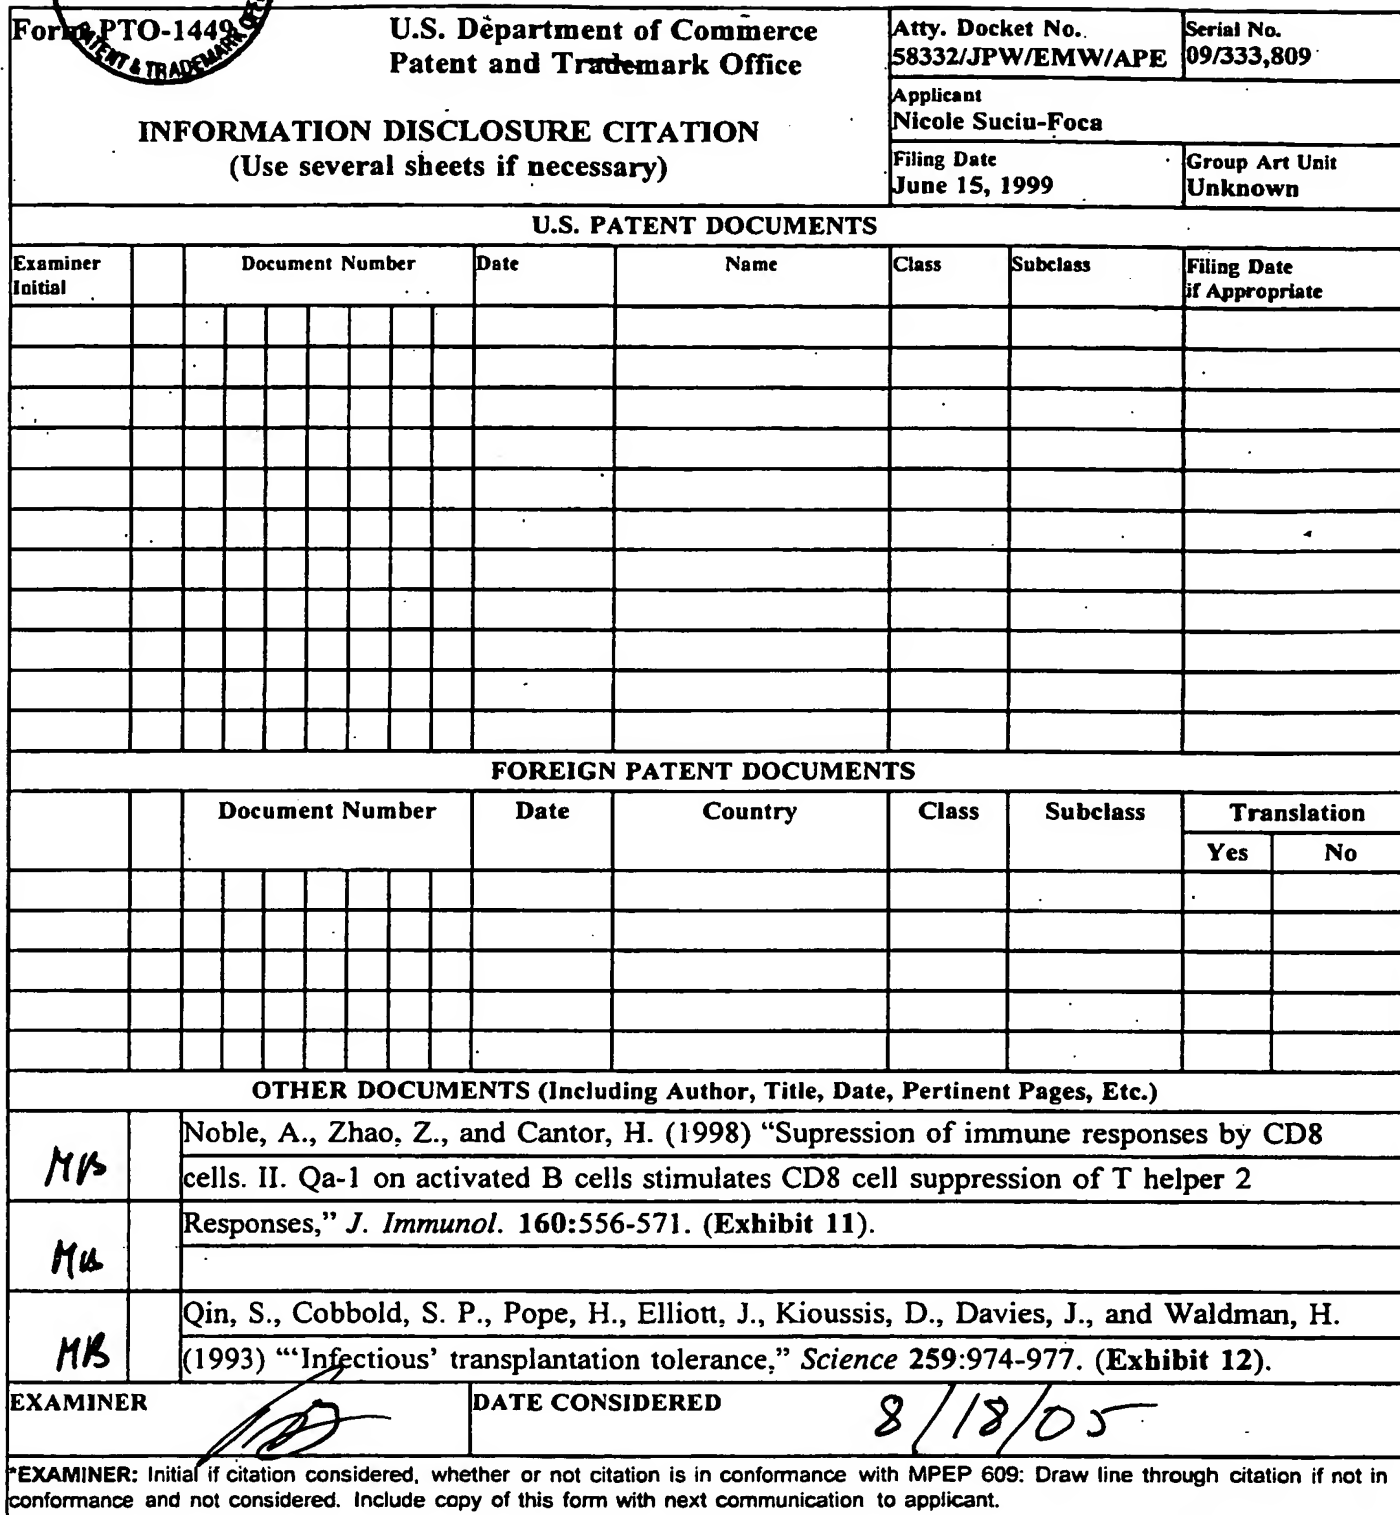 Form PTO-1449
PATENT & TRADEMARK OFF
U.S. Department of Commerce
Patent and Trademark Office
INFORMATION DISCLOSURE CITATION
(Use several sheets if necessary)
Atty. Docket No.
58332/JPW/EMW/APE
Serial No.
09/333,809
Applicant
Nicole Suciu-Foca
Filing Date
June 15, 1999
Group Art Unit
Unknown
U.S. PATENT DOCUMENTS
Examiner
Initial
Document Number
Date
Name
Class
Subclass
Filing Date
if Appropriate
FOREIGN PATENT DOCUMENTS
Document Number
Date
Country
Class
Subclass
Translation
Yes
No
OTHER DOCUMENTS (Including Author, Title, Date, Pertinent Pages, Etc.)
MB
Noble, A., Zhao, Z., and Cantor, H. (1998) “Supression of immune responses by CD8
cells. II. Qa-1 on activated B cells stimulates CD8 cell suppression of T helper 2
MB
Responses,” J. Immunol. 160:556-571. (Exhibit 11).
MB
Qin, S., Cobbold, S. P., Pope, H., Elliott, J., Kioussis, D., Davies, J., and Waldman, H.
(1993) “‘Infectious’ transplantation tolerance,” Science 259:974-977. (Exhibit 12).
EXAMINER
DATE CONSIDERED
8/18/05
*EXAMINER: Initial if citation considered, whether or not citation is in conformance with MPEP 609: Draw line through citation if not in
conformance and not considered. Include copy of this form with next communication to applicant.